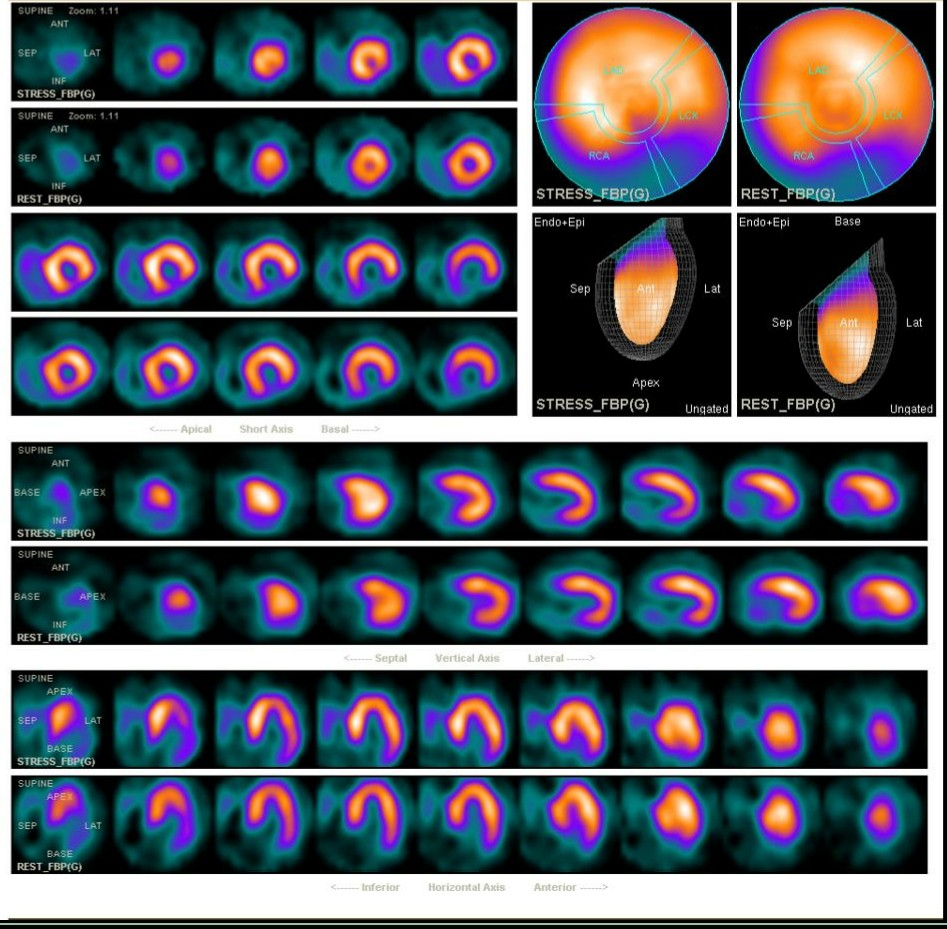 SUPINE Zoom: 1.11
ANT
SEP LAT
INF
STRESS_FBP(G)
SUPINE Zoom: 1.11
ANT
SEP LAT
INF
REST_FBP(G)
<------ Apical Short Axis Basal ------>
LAD
LCX
RCA
STRESS_FBP(G)
LAD
LCX
RCA
REST_FBP(G)
Endo+Epi
Sep Ant Lat
Apex
STRESS_FBP(G)
Ungated
Endo+Epi Base
Sep Ant Lat
REST_FBP(G)
Ungated
SUPINE
ANT
BASE APEX
INF
STRESS_FBP(G)
SUPINE
ANT
BASE APEX
INF
REST_FBP(G)
<------ Septal Vertical Axis Lateral ------>
SUPINE
APEX
SEP LAT
BASE
STRESS_FBP(G)
SUPINE
APEX
SEP LAT
BASE
REST_FBP(G)
<------ Inferior Horizontal Axis Anterior ------>